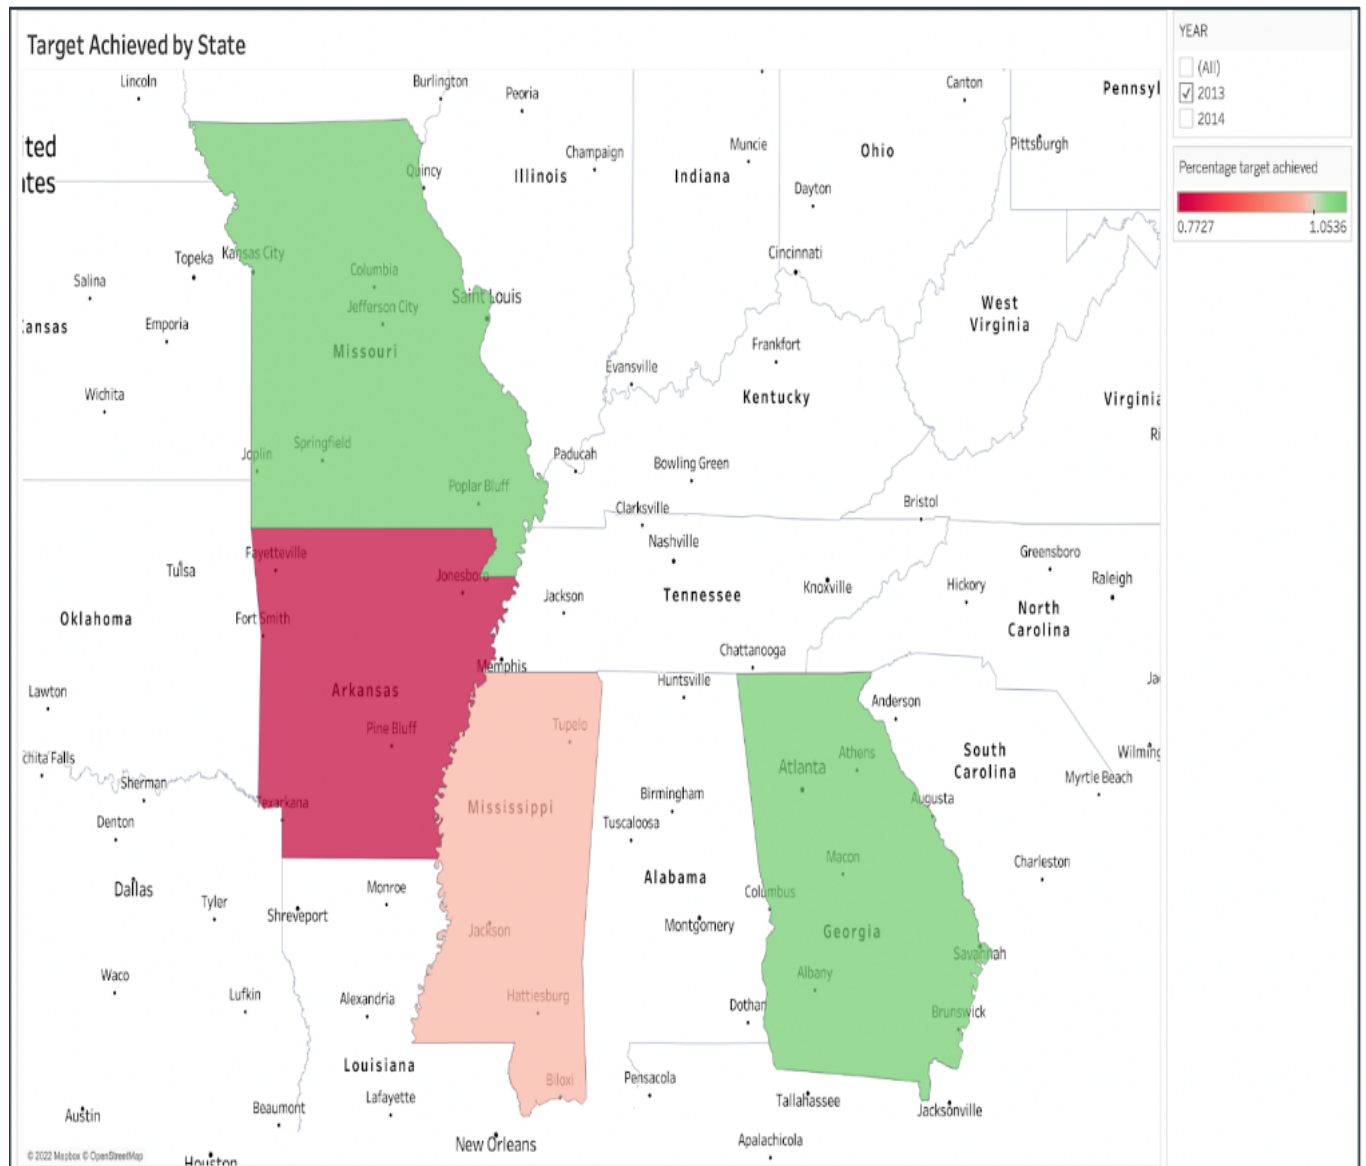 Target Achieved by State
YEAR
(All)
2013
2014
Percentage target achieved
0.7727
1.0536
Lincoln
Burlington
Peoria
Canton
Pennsyl
ited
ates
Quincy
Champaign
Illinois
Indiana
Muncie
Ohio
Pittsburgh
Dayton
Cincinnati
Topeka
Kansas City
Salina
Columbia
Saint Louis
Jefferson City
Emporia
ansas
Missouri
West
Virginia
Frankfort
Evansville
Kentucky
Wichita
Virginia
Ri
Joplin
Springfield
Paducah
Bowling Green
Poplar Bluff
Clarksville
Bristol
Nashville
Fayetteville
Tulsa
Jonesboro
Jackson
Tennessee
Knoxville
Greensboro
Hickory
Raleigh
North
Carolina
Oklahoma
Fort Smith
Memphis
Chattanooga
Lawton
Arkansas
Huntsville
Anderson
Ja
Pine Bluff
Tupelo
chita Falls
Sherman
Atlanta
Athens
South
Carolina
Wilming
Myrtle Beach
Texarkana
Mississippi
Birmingham
Augusta
Denton
Tuscaloosa
Macon
Charleston
Dallas
Monroe
Alabama
Columbus
Tyler
Shreveport
Jackson
Montgomery
Georgia
Savannah
Waco
Lufkin
Alexandria
Hattiesburg
Albany
Dothan
Brunswick
Louisiana
Biloxi
Pensacola
Austin
Beaumont
Lafayette
Tallahassee
Jacksonville
New Orleans
Apalachicola
© 2022 Mapbox © OpenStreetMap
Houston